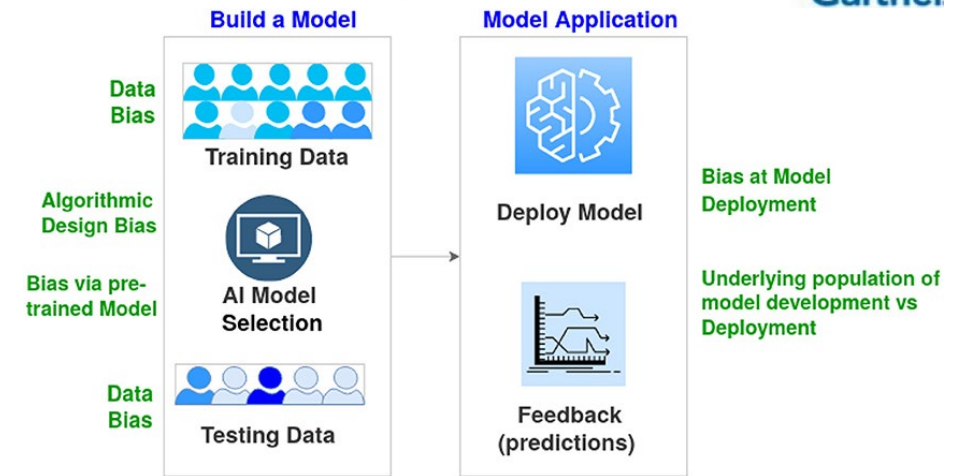 Build a Model
Model Application
Data
Bias
Training Data
Algorithmic
Design Bias
Bias via pre-
trained Model
AI Model
Selection
Data
Bias
Testing Data
Deploy Model
Feedback
(predictions)
Bias at Model
Deployment
Underlying population of
model development vs
Deployment